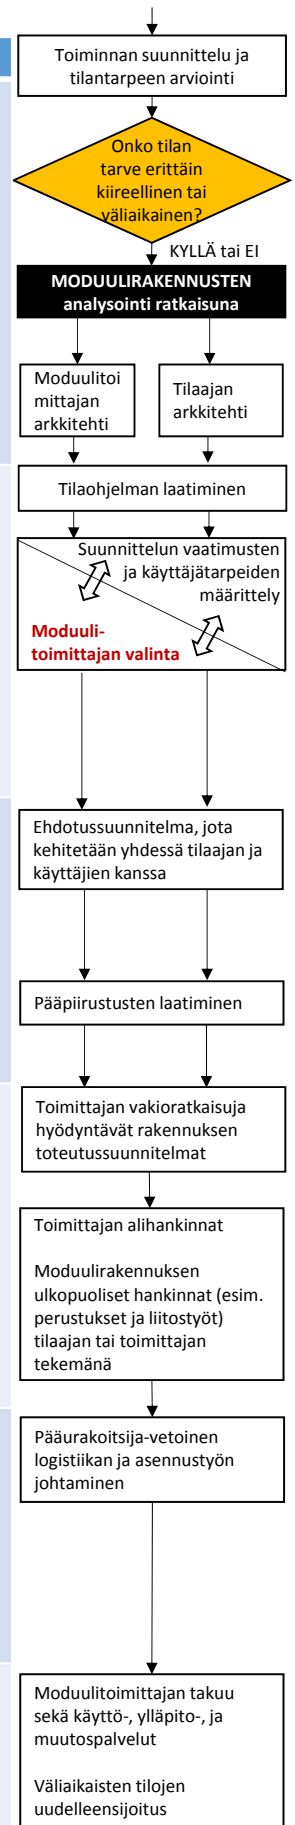 Toiminnan suunnittelu ja
tilantarpeen arviointi
Onko tilan
tarve erittäin
kiireellinen tai
väliaikainen?
KYLLÄ tai EI
MODUULIRAKENNUSTEN
analysointi ratkaisuna
Moduulitoi
mittajan
arkkitehti
Tilaajan
arkkitehti
Tilaohjelman laatiminen
Suunnittelun vaatimusten
ja käyttäjätarpeiden
määrittely
Moduuli-
toimittajan valinta
Ehdotussuunnitelma, jota
kehitetään yhdessä tilaajan ja
käyttäjien kanssa
Pääpiirustusten laatiminen
Toimittajan vakioratkaisuja
hyödyntävät rakennuksen
toteutussuunnitelmat
Toimittajan alihankinnat
Moduulirakennuksen
ulkopuoliset hankinnat (esim.
perustukset ja liitostyöt)
tilaajan tai toimittajan
tekemänä
Pääurakoitsija-vetoinen
logistiikan ja asennustyön
johtaminen
Moduulitoimittajan takuu
sekä käyttö-, ylläpito-, ja
muutospalvelut
Väliaikaisten tilojen
uudelleensijoitus